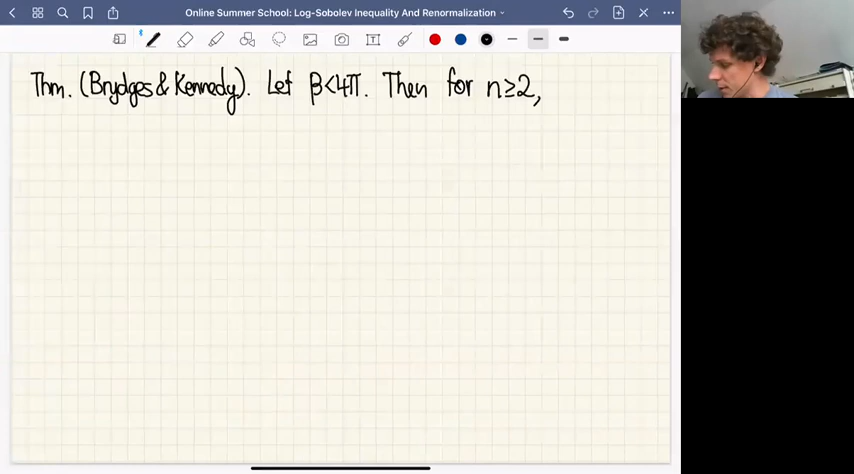 Online Summer School: Log-Sobolev Inequality And Renormalization
Thm. (Brydges & Kennedy). Let β<4π. Then for n≥2,